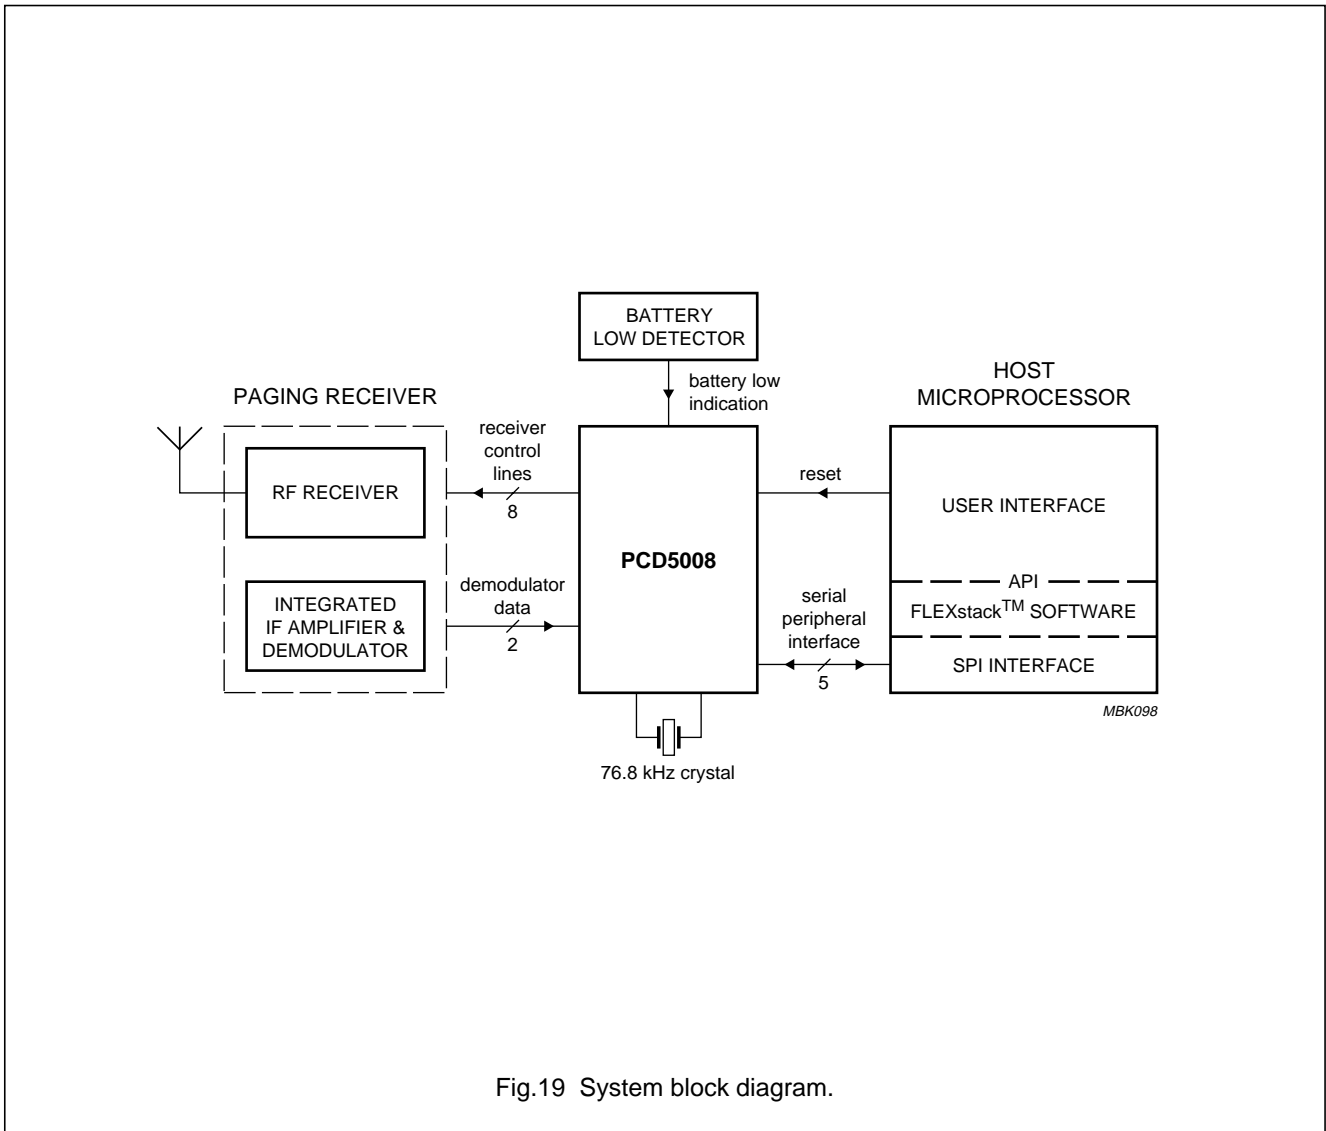 BATTERY
LOW DETECTOR
battery low
indication
PAGING RECEIVER
HOST
MICROPROCESSOR
receiver
control
lines
8
RF RECEIVER
reset
USER INTERFACE
PCD5008
demodulator
data
2
INTEGRATED
IF AMPLIFIER &
DEMODULATOR
serial
peripheral
interface
5
API
FLEXstack™ SOFTWARE
SPI INTERFACE
MBK098
76.8 kHz crystal
Fig.19 System block diagram.